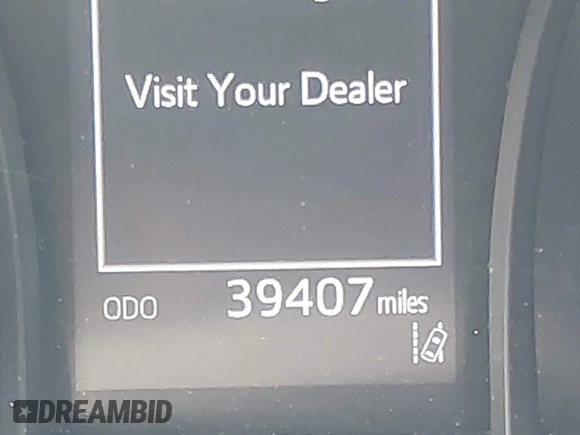 Visit Your Dealer
ODO 39407 miles
DREAMBID